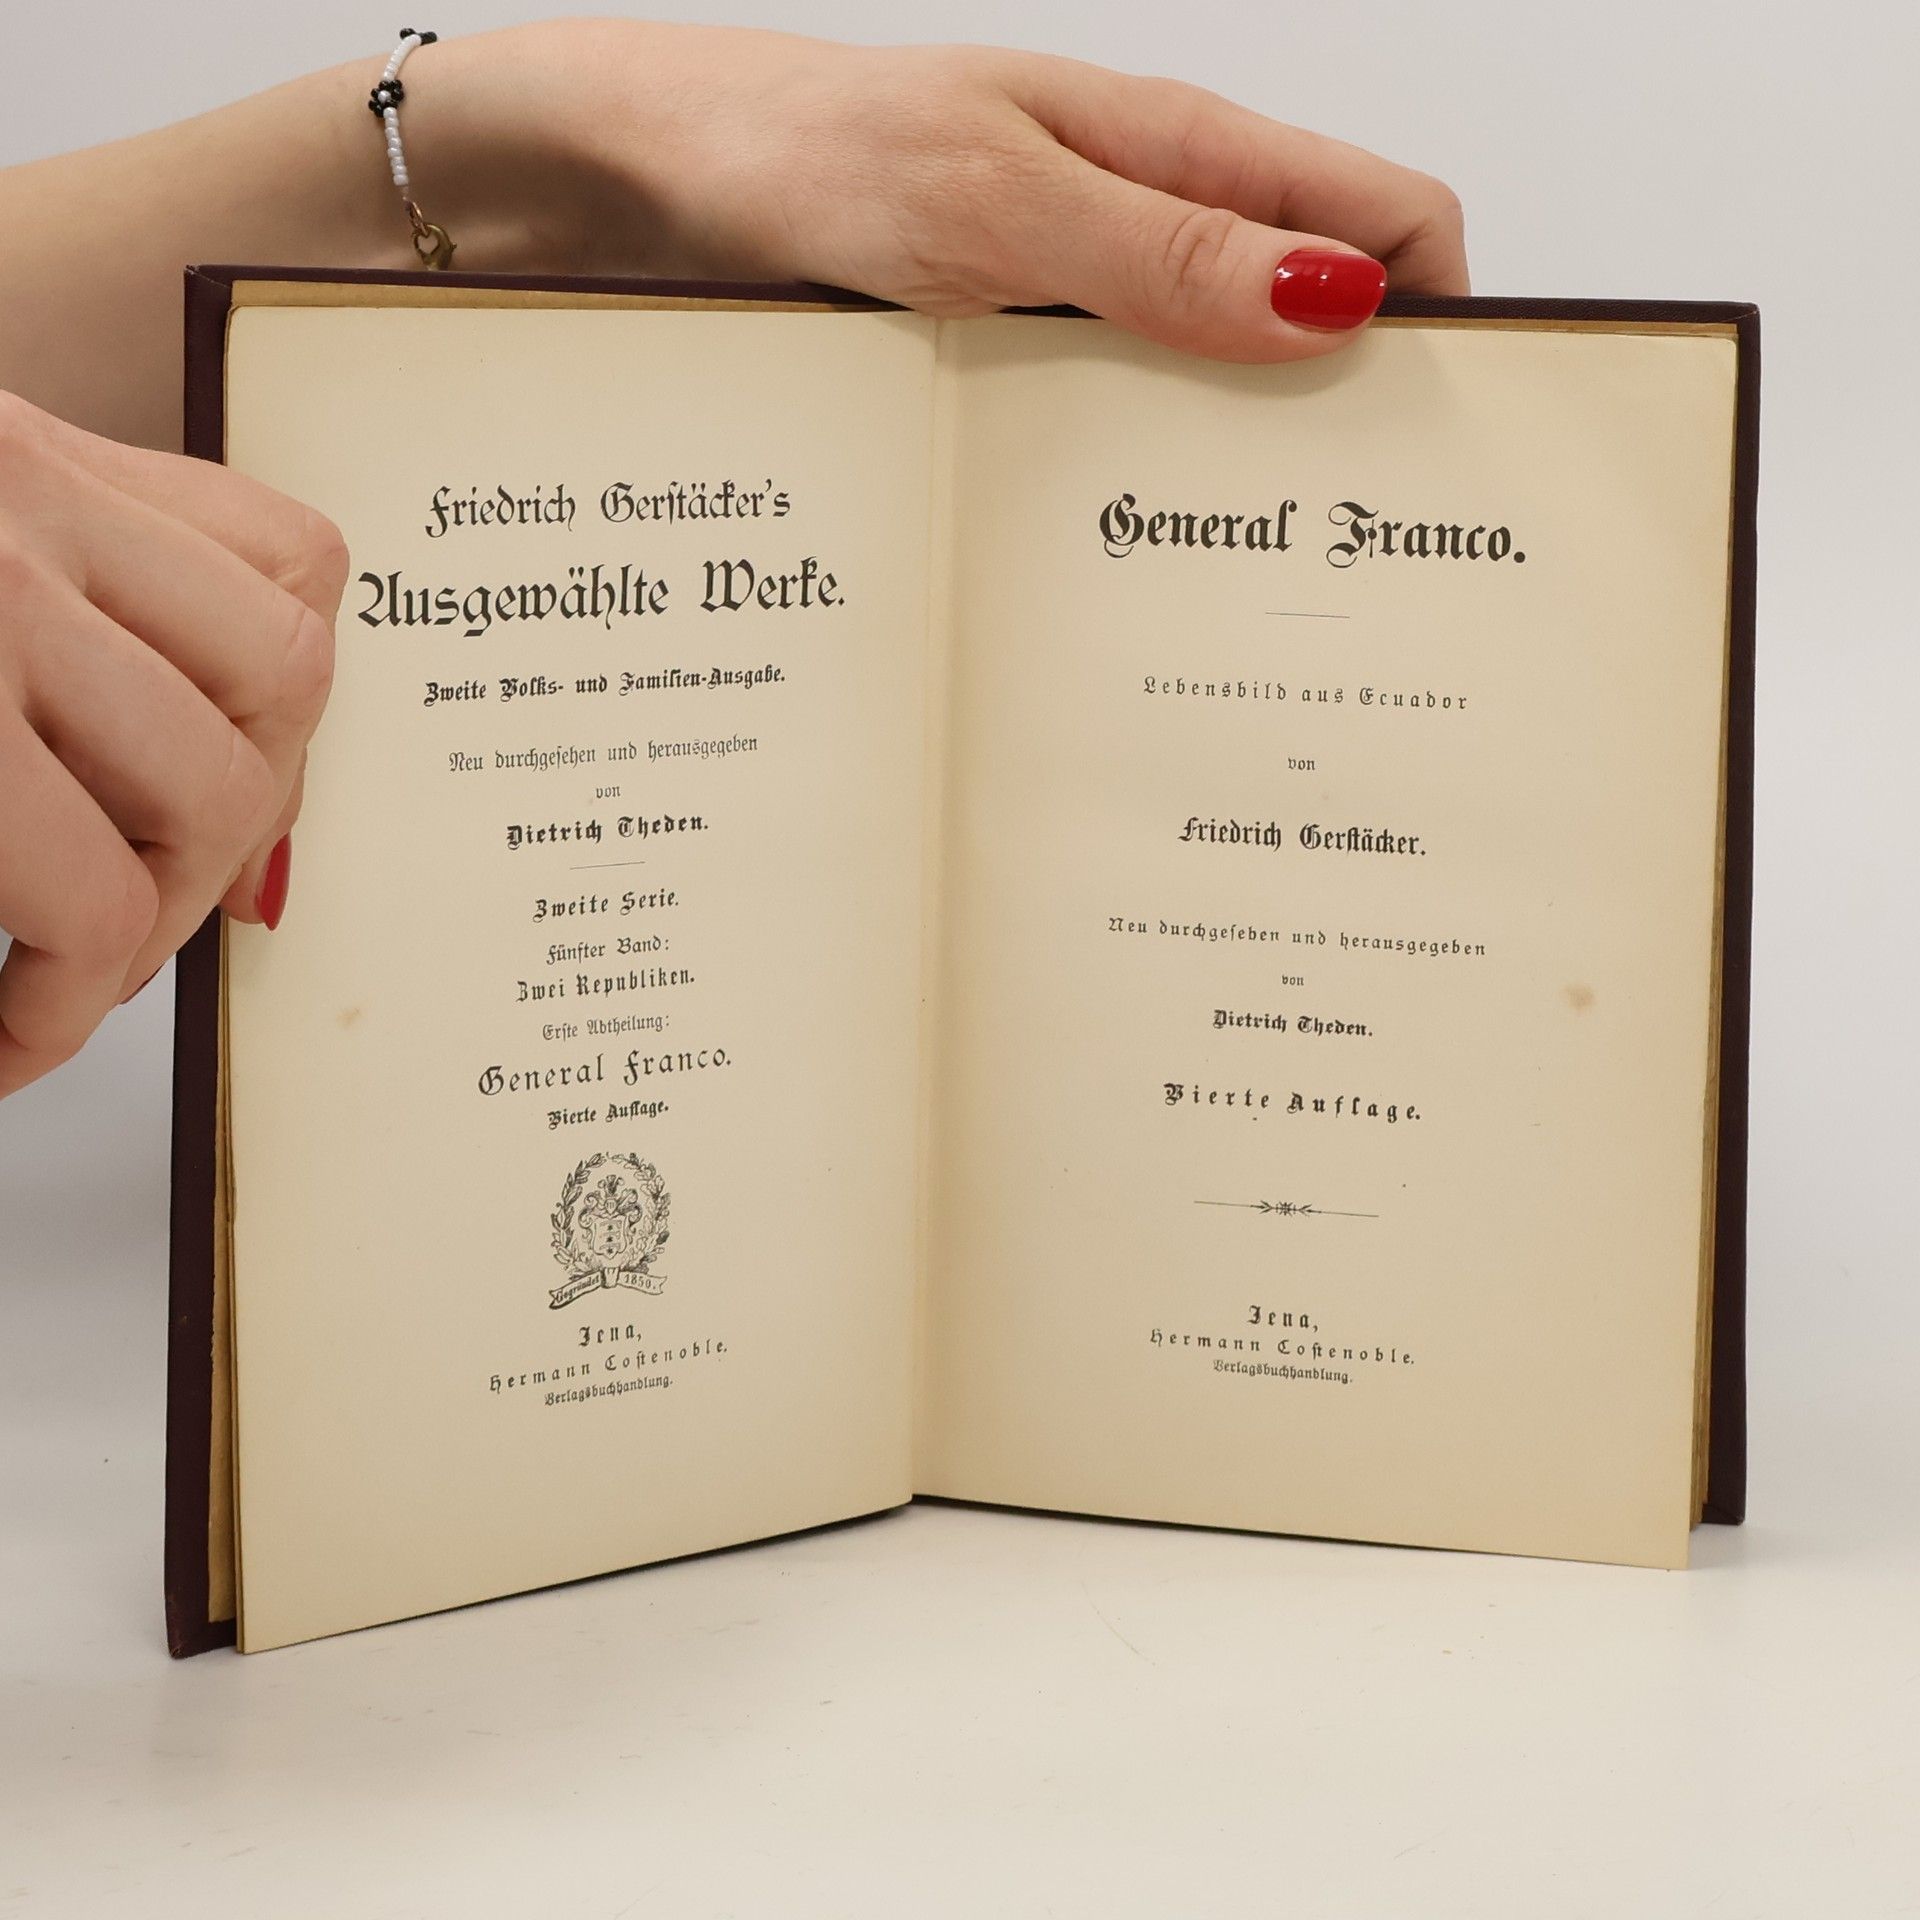 Friedrich Gerstäcker's
Ausgewählte Werke.
Zweite Volks- und Familien-Ausgabe.
Neu durchgesehen und herausgegeben
von
Dietrich Theden.
Zweite Serie.
Fünfter Band:
Zwei Republiken.
Erste Abtheilung:
General Franco.
Vierte Auflage.
Gegründet 1850.
Jena,
Hermann Costenoble.
Verlagsbuchhandlung.
General Franco.
Lebensbild aus Ecuador
von
Friedrich Gerstäcker.
Neu durchgesehen und herausgegeben
von
Dietrich Theden.
Vierte Auflage.
Jena,
Hermann Costenoble.
Verlagsbuchhandlung.